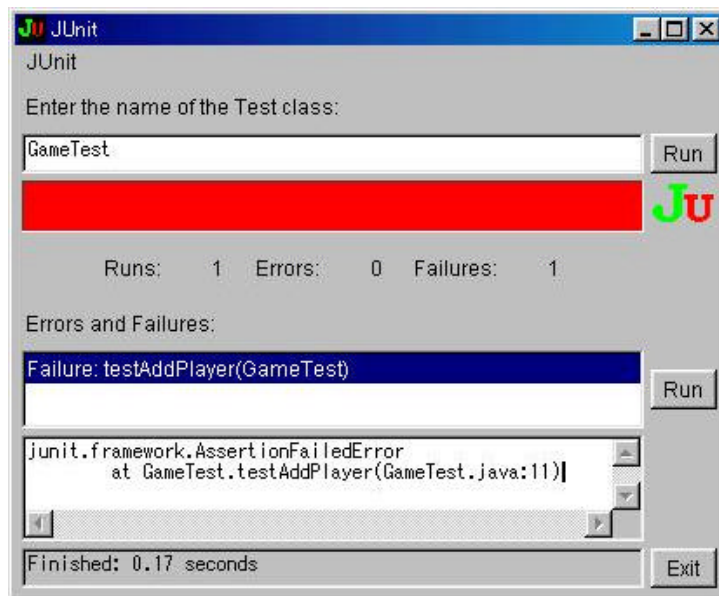 JU JUnit
JUnit
Enter the name of the Test class:
GameTest
Run
JU
Runs: 1 Errors: 0 Failures: 1
Errors and Failures:
Failure: testAddPlayer(GameTest)
Run
junit.framework.AssertionFailedError
at GameTest.testAddPlayer(GameTest.java:11)
Finished: 0.17 seconds
Exit